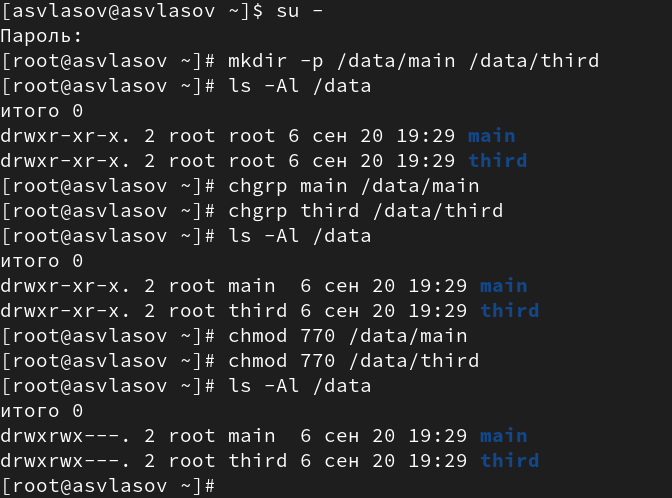 [asvlasov@asvlasov ~]$ su -
Пароль:
[root@asvlasov ~]# mkdir -p /data/main /data/third
[root@asvlasov ~]# ls -Al /data
итого 0
drwxr-xr-x. 2 root root 6 сен 20 19:29 main
drwxr-xr-x. 2 root root 6 сен 20 19:29 third
[root@asvlasov ~]# chgrp main /data/main
[root@asvlasov ~]# chgrp third /data/third
[root@asvlasov ~]# ls -Al /data
итого 0
drwxr-xr-x. 2 root main  6 сен 20 19:29 main
drwxr-xr-x. 2 root third 6 сен 20 19:29 third
[root@asvlasov ~]# chmod 770 /data/main
[root@asvlasov ~]# chmod 770 /data/third
[root@asvlasov ~]# ls -Al /data
итого 0
drwxrwx---. 2 root main  6 сен 20 19:29 main
drwxrwx---. 2 root third 6 сен 20 19:29 third
[root@asvlasov ~]#